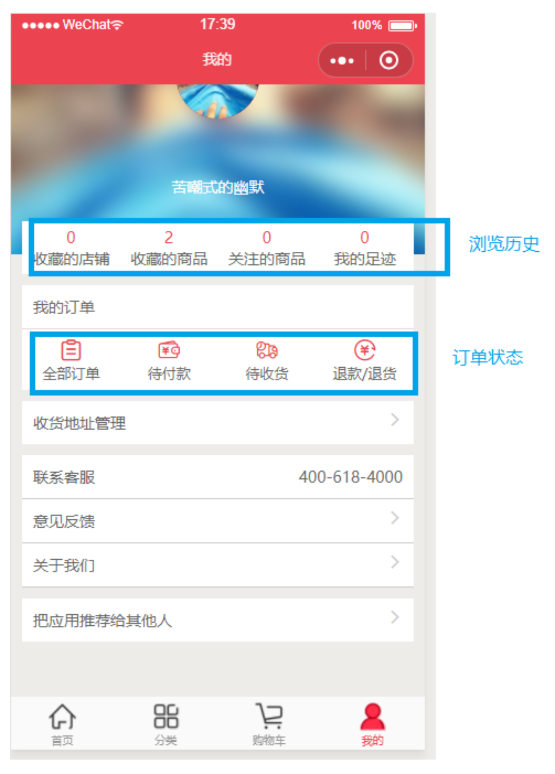 ●●●●● WeChat 17:39 100%
我的
苦嘲式的幽默
0 2 0 0
收藏的店铺 收藏的商品 关注的商品 我的足迹
浏览历史
我的订单
全部订单 待付款 待收货 退款/退货
订单状态
收货地址管理
联系客服 400-618-4000
意见反馈
关于我们
把应用推荐给其他人
首页 分类 购物车 我的